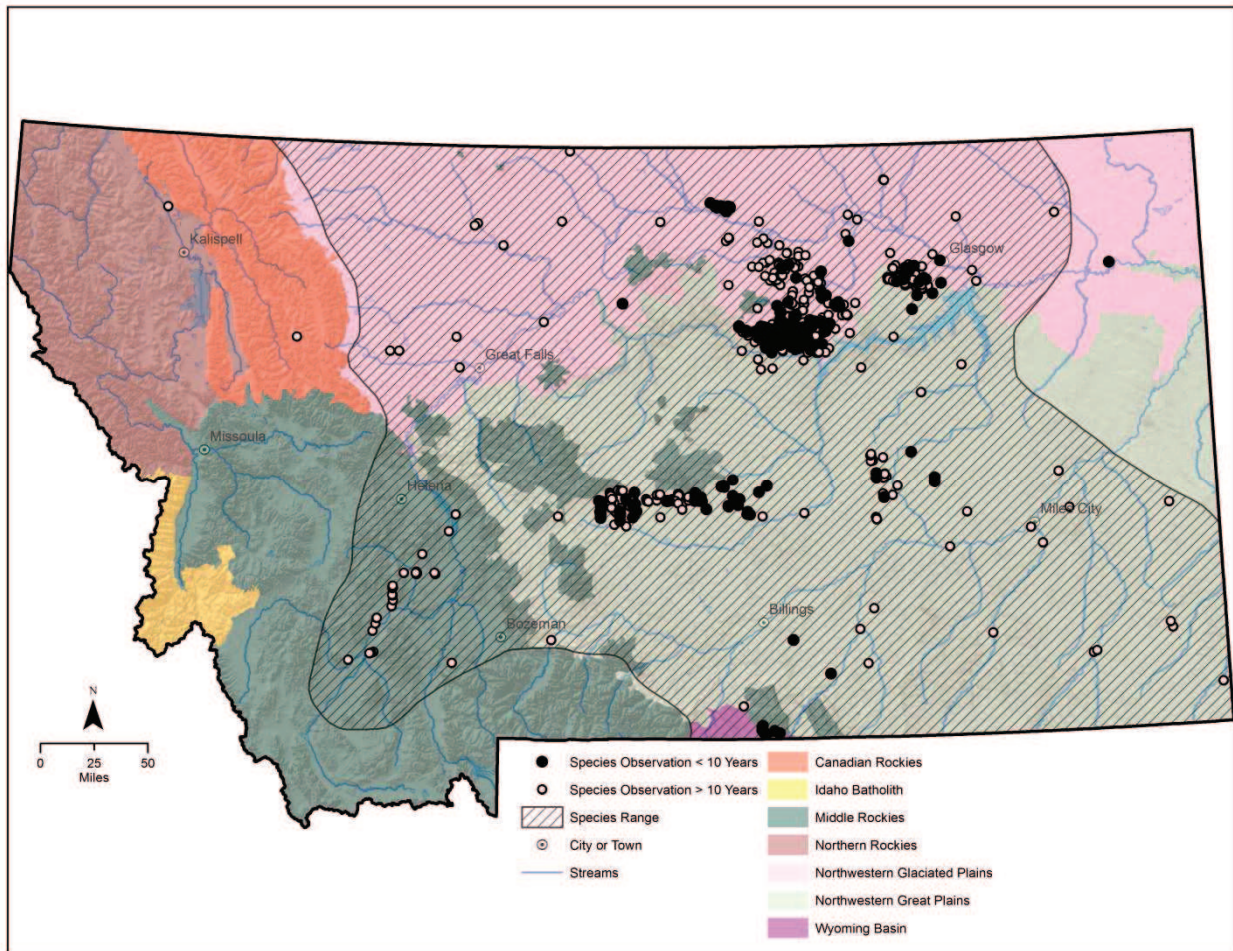 Kalispell
Glasgow
Great Falls
Missoula
Helena
Miles City
Billings
Bozeman
N
0 25 50
Miles
Species Observation < 10 Years
Species Observation > 10 Years
Species Range
City or Town
Streams
Canadian Rockies
Idaho Batholith
Middle Rockies
Northern Rockies
Northwestern Glaciated Plains
Northwestern Great Plains
Wyoming Basin